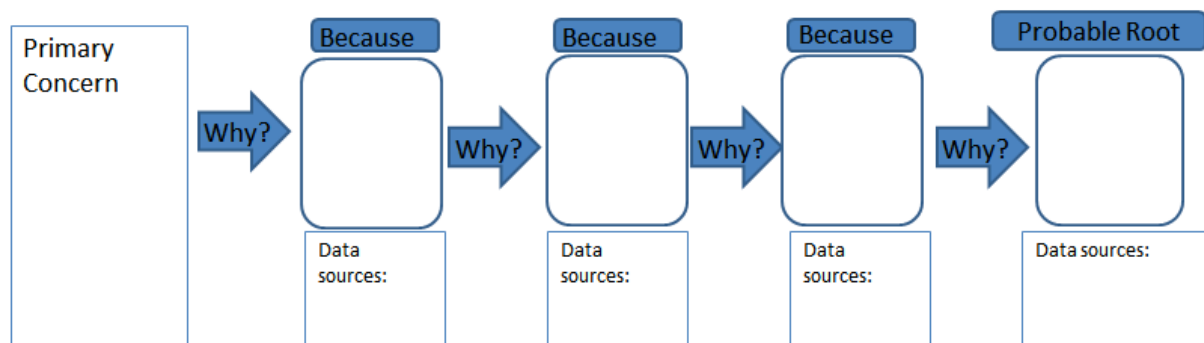 Primary
Concern
Why?
Because
Data
sources:
Why?
Because
Data
sources:
Why?
Because
Data
sources:
Why?
Probable Root
Data sources: